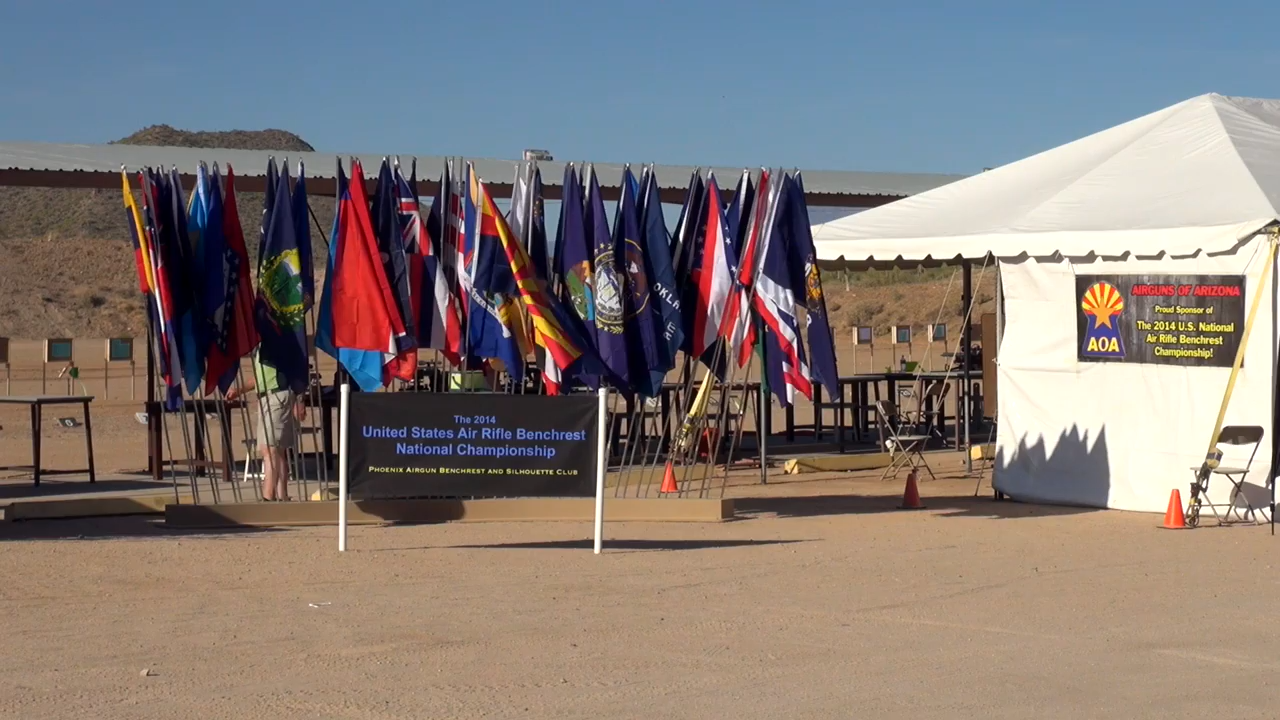 The 2014
United States Air Rifle Benchrest
National Championship
PHOENIX AIRGUN BENCHREST AND SILHOUETTE CLUB
AIRGUNS OF ARIZONA
Proud Sponsor of
The 2014 U.S. National
Air Rifle Benchrest
Championship!
AOA
OKLAH